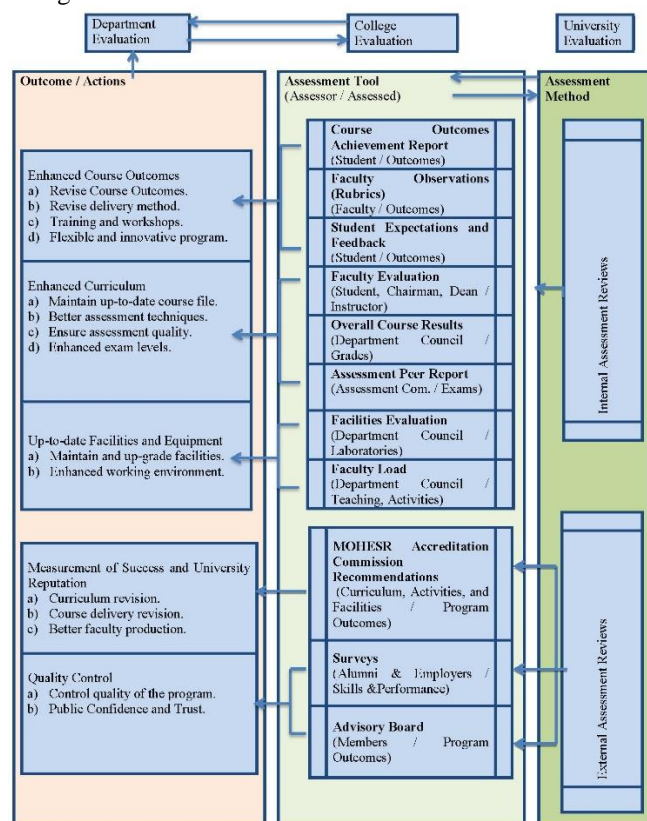 Department
Evaluation
College
Evaluation
University
Evaluation
Outcome / Actions
Enhanced Course Outcomes
a) Revise Course Outcomes.
b) Revise delivery method.
c) Training and workshops.
d) Flexible and innovative program.
Enhanced Curriculum
a) Maintain up-to-date course file.
b) Better assessment techniques.
c) Ensure assessment quality.
d) Enhanced exam levels.
Up-to-date Facilities and Equipment
a) Maintain and up-grade facilities.
b) Enhanced working environment.
Measurement of Success and University
Reputation
a) Curriculum revision.
b) Course delivery revision.
c) Better faculty production.
Quality Control
a) Control quality of the program.
b) Public Confidence and Trust.
Assessment Tool
(Assessor / Assessed)
Course Outcomes
Achievement Report
(Student / Outcomes)
Faculty Observations
(Rubrics)
(Faculty / Outcomes)
Student Expectations and
Feedback
(Student / Outcomes)
Faculty Evaluation
(Student, Chairman, Dean /
Instructor)
Overall Course Results
(Department Council /
Grades)
Assessment Peer Report
(Assessment Com. / Exams)
Facilities Evaluation
(Department Council /
Laboratories)
Faculty Load
(Department Council /
Teaching, Activities)
MOHESR Accreditation
Commission
Recommendations
(Curriculum, Activities, and
Facilities / Program
Outcomes)
Surveys
(Alumni & Employers /
Skills &Performance)
Advisory Board
(Members / Program
Outcomes)
Assessment
Method
Internal Assessment Reviews
External Assessment Reviews